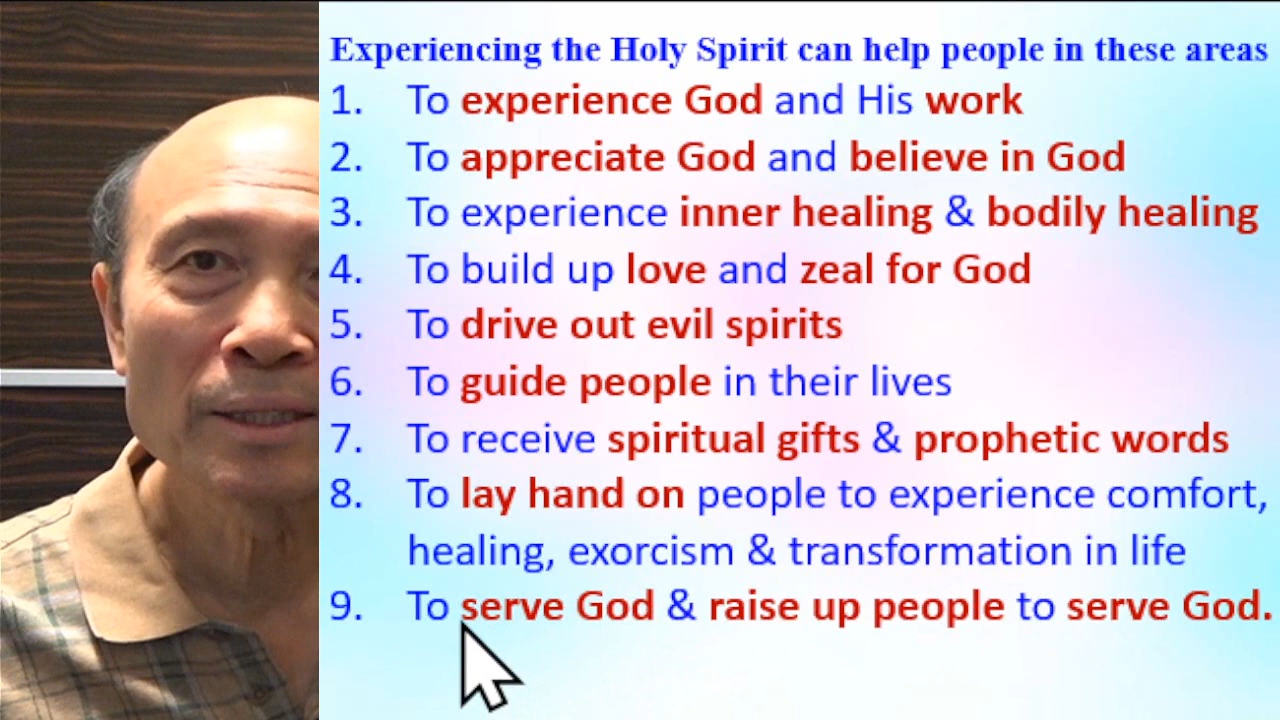 Experiencing the Holy Spirit can help people in these areas
1. To experience God and His work
2. To appreciate God and believe in God
3. To experience inner healing & bodily healing
4. To build up love and zeal for God
5. To drive out evil spirits
6. To guide people in their lives
7. To receive spiritual gifts & prophetic words
8. To lay hand on people to experience comfort,
healing, exorcism & transformation in life
9. To serve God & raise up people to serve God.